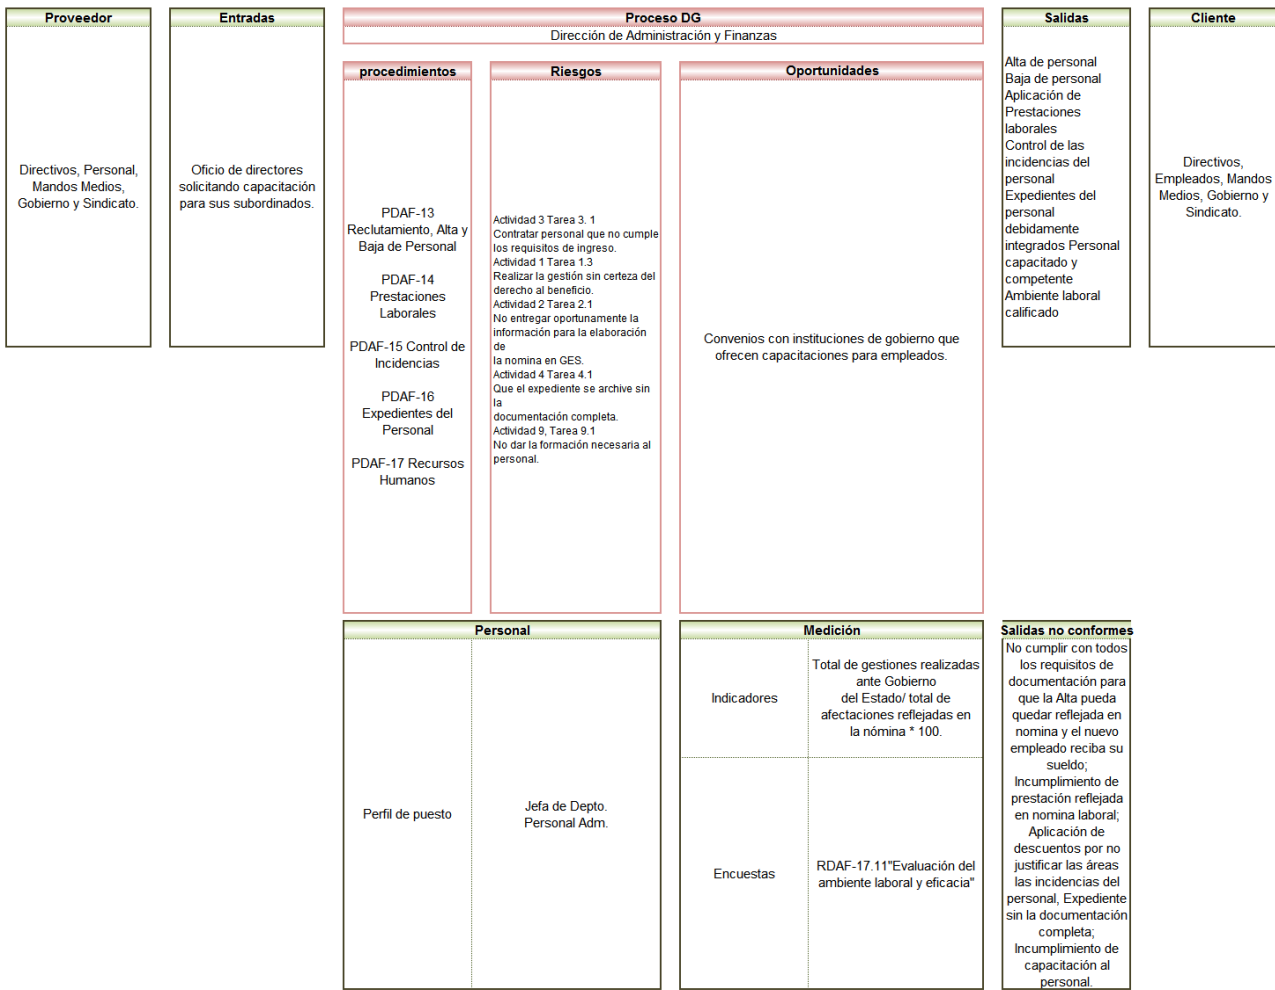 Proveedor
Directivos, Personal,
Mandos Medios,
Gobierno y Sindicato.
Entradas
Oficio de directores
solicitando capacitación
para sus subordinados.
Proceso DG
Dirección de Administración y Finanzas
procedimientos
PDAF-13
Reclutamiento, Alta y
Baja de Personal
PDAF-14
Prestaciones
Laborales
PDAF-15 Control de
Incidencias
PDAF-16
Expedientes del
Personal
PDAF-17 Recursos
Humanos
Riesgos
Actividad 3 Tarea 3. 1
Contratar personal que no cumple
los requisitos de ingreso.
Actividad 1 Tarea 1.3
Realizar la gestión sin certeza del
derecho al beneficio.
Actividad 2 Tarea 2.1
No entregar oportunamente la
información para la elaboración
de
la nomina en GES.
Actividad 4 Tarea 4.1
Que el expediente se archive sin
la
documentación completa.
Actividad 9, Tarea 9.1
No dar la formación necesaria al
personal.
Oportunidades
Convenios con instituciones de gobierno que
ofrecen capacitaciones para empleados.
Salidas
Alta de personal
Baja de personal
Aplicación de
Prestaciones
laborales
Control de las
incidencias del
personal
Expedientes del
personal
debidamente
integrados Personal
capacitado y
competente
Ambiente laboral
calificado
Cliente
Directivos,
Empleados, Mandos
Medios, Gobierno y
Sindicato.
Personal
Perfil de puesto
Jefa de Depto.
Personal Adm.
Medición
Indicadores
Total de gestiones realizadas
ante Gobierno
del Estado/ total de
afectaciones reflejadas en
la nómina * 100.
Encuestas
RDAF-17.11"Evaluación del
ambiente laboral y eficacia"
Salidas no conformes
No cumplir con todos
los requisitos de
documentación para
que la Alta pueda
quedar reflejada en
nomina y el nuevo
empleado reciba su
sueldo;
Incumplimiento de
prestación reflejada
en nomina laboral;
Aplicación de
descuentos por no
justificar las áreas
las incidencias del
personal, Expediente
sin la documentación
completa;
Incumplimiento de
capacitación al
personal.